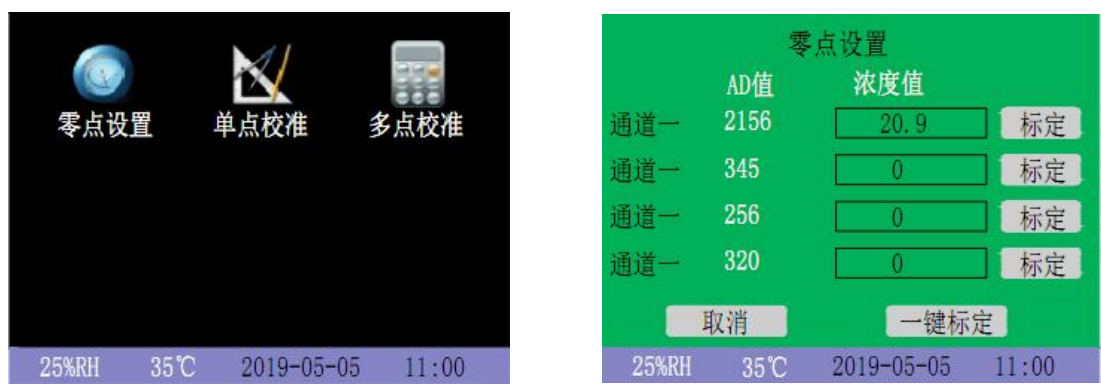 零点设置 单点校准 多点校准
25%RH 35℃ 2019-05-05 11:00
零点设置
AD值 浓度值
通道一 2156 20.9 标定
通道一 345 0 标定
通道一 256 0 标定
通道一 320 0 标定
取消 一键标定
25%RH 35℃ 2019-05-05 11:00